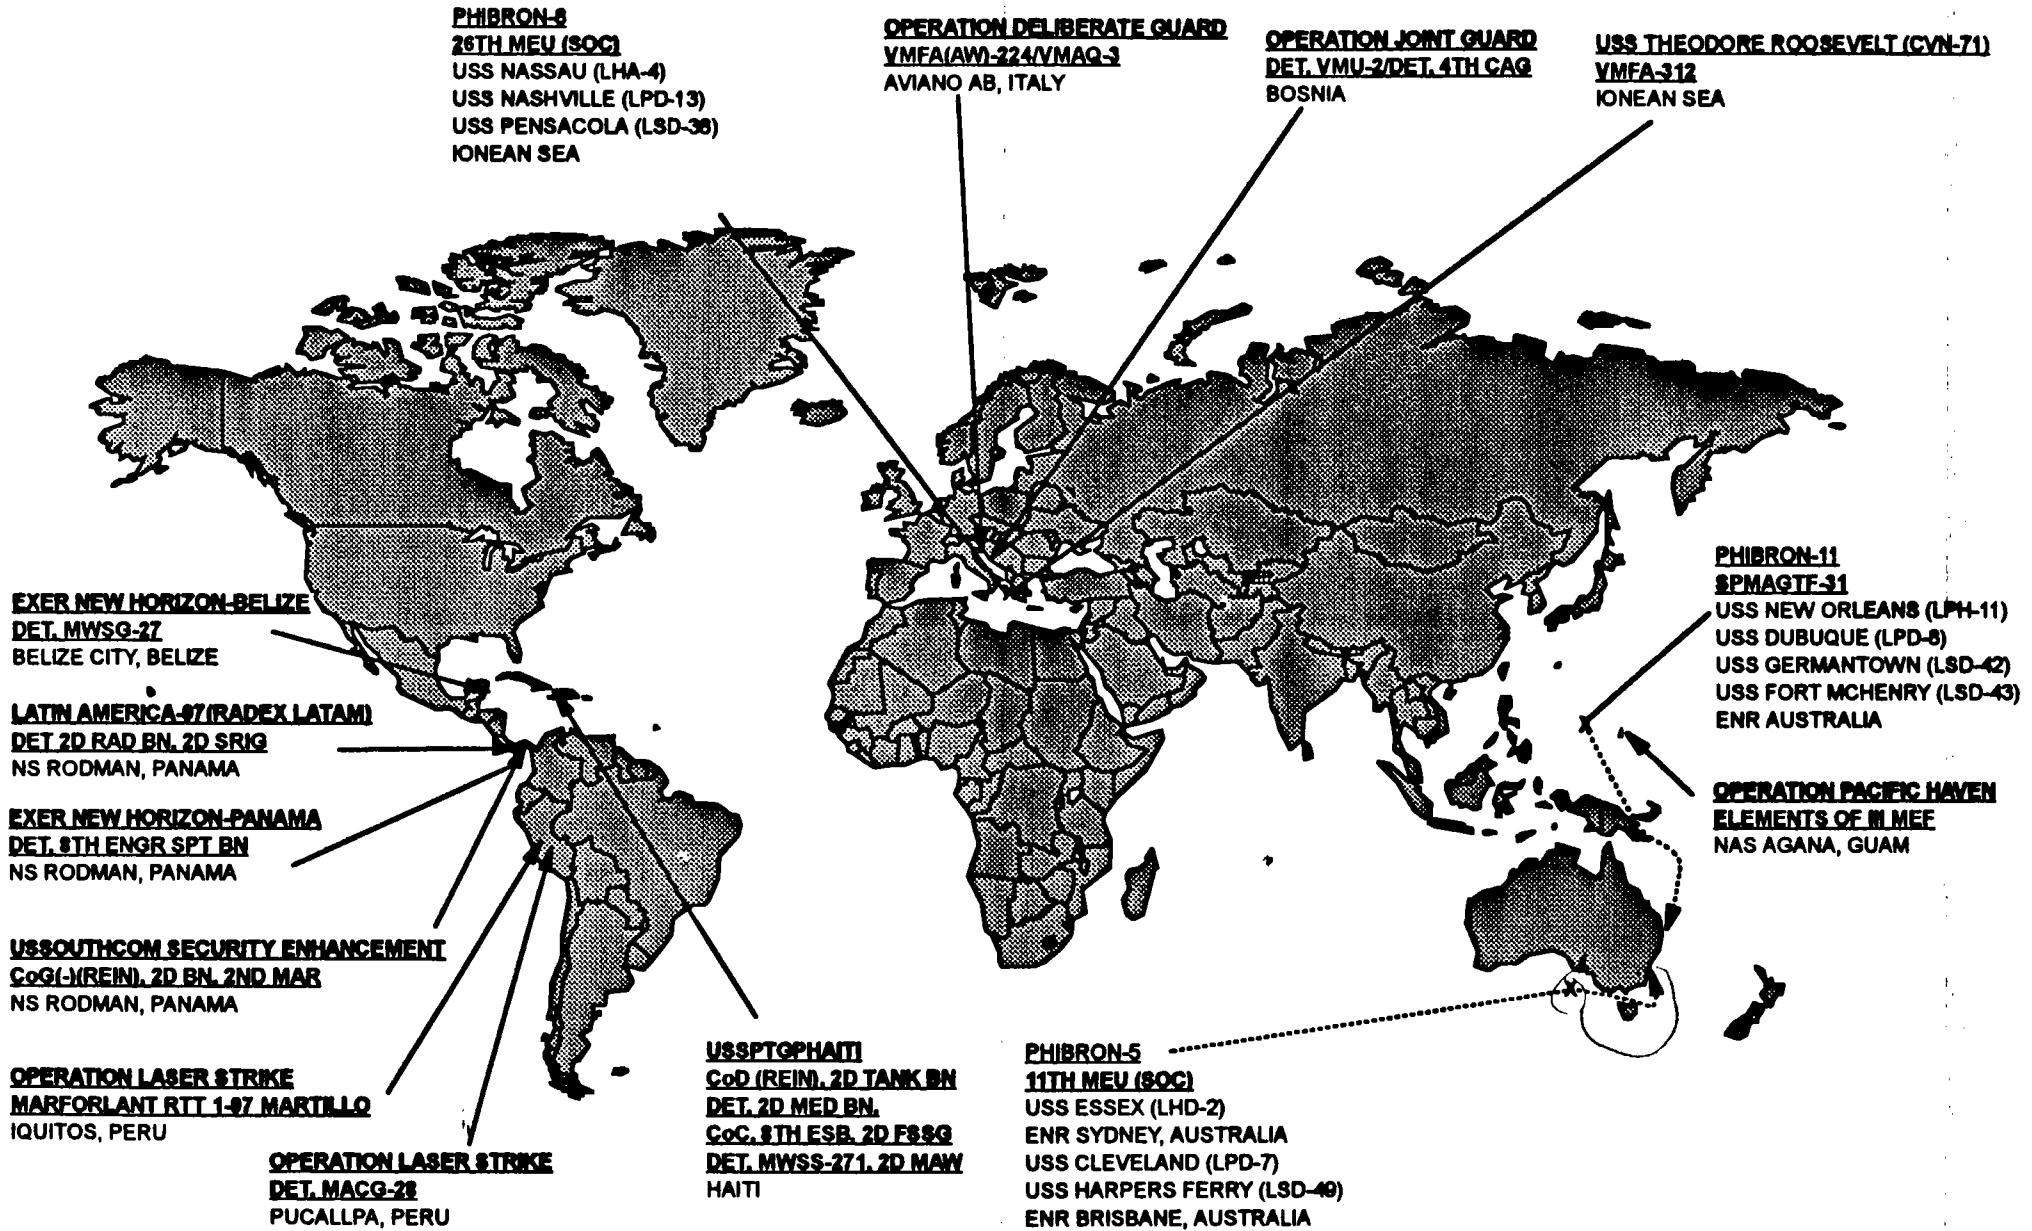 PHIBRON-8
26TH MEU (SOC)
USS NASSAU (LHA-4)
USS NASHVILLE (LPD-13)
USS PENSACOLA (LSD-38)
IONEAN SEA
OPERATION DELIBERATE GUARD
VMFA(AW)-224/VMAQ-3
AVIANO AB, ITALY
OPERATION JOINT GUARD
DET. VMU-2/DET. 4TH CAG
BOSNIA
USS THEODORE ROOSEVELT (CVN-71)
VMFA-312
IONEAN SEA
EXER NEW HORIZON-BELIZE
DET. MWSG-27
BELIZE CITY, BELIZE
LATIN AMERICA-97(RADEX LATAM)
DET 2D RAD BN, 2D SRIG
NS RODMAN, PANAMA
EXER NEW HORIZON-PANAMA
DET. 8TH ENGR SPT BN
NS RODMAN, PANAMA
USSOUTHCOM SECURITY ENHANCEMENT
CoG(-)(REIN), 2D BN, 2ND MAR
NS RODMAN, PANAMA
OPERATION LASER STRIKE
MARFORLANT RTT 1-97 MARTILLO
IQUITOS, PERU
OPERATION LASER STRIKE
DET. MACG-28
PUCALLPA, PERU
USSPTGPHAITI
CoD (REIN), 2D TANK BN
DET. 2D MED BN,
CoC, 8TH ESB, 2D FSSG
DET. MWSS-271, 2D MAW
HAITI
PHIBRON-5
11TH MEU (SOC)
USS ESSEX (LHD-2)
ENR SYDNEY, AUSTRALIA
USS CLEVELAND (LPD-7)
USS HARPERS FERRY (LSD-49)
ENR BRISBANE, AUSTRALIA
PHIBRON-11
SPMAGTF-31
USS NEW ORLEANS (LPH-11)
USS DUBUQUE (LPD-8)
USS GERMANTOWN (LSD-42)
USS FORT MCHENRY (LSD-43)
ENR AUSTRALIA
OPERATION PACIFIC HAVEN
ELEMENTS OF III MEF
NAS AGANA, GUAM